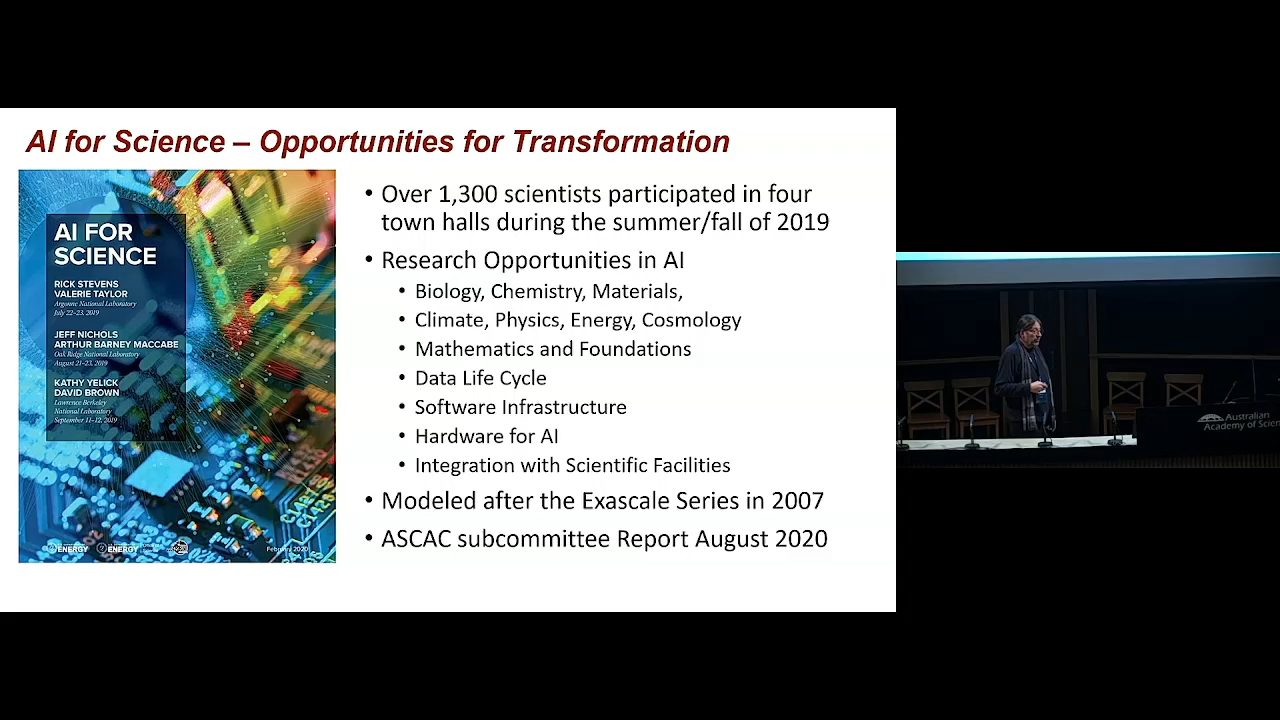 AI for Science – Opportunities for Transformation
AI FOR
SCIENCE
RICK STEVENS
VALERIE TAYLOR
Argonne National Laboratory
July 22–23, 2019
JEFF NICHOLS
ARTHUR BARNEY MACCABE
Oak Ridge National Laboratory
August 21–23, 2019
KATHY YELICK
DAVID BROWN
Lawrence Berkeley
National Laboratory
September 11–12, 2019
ENERGY
ENERGY
February 2020
• Over 1,300 scientists participated in four
town halls during the summer/fall of 2019
• Research Opportunities in AI
• Biology, Chemistry, Materials,
• Climate, Physics, Energy, Cosmology
• Mathematics and Foundations
• Data Life Cycle
• Software Infrastructure
• Hardware for AI
• Integration with Scientific Facilities
• Modeled after the Exascale Series in 2007
• ASCAC subcommittee Report August 2020
Australian
Academy of Scien